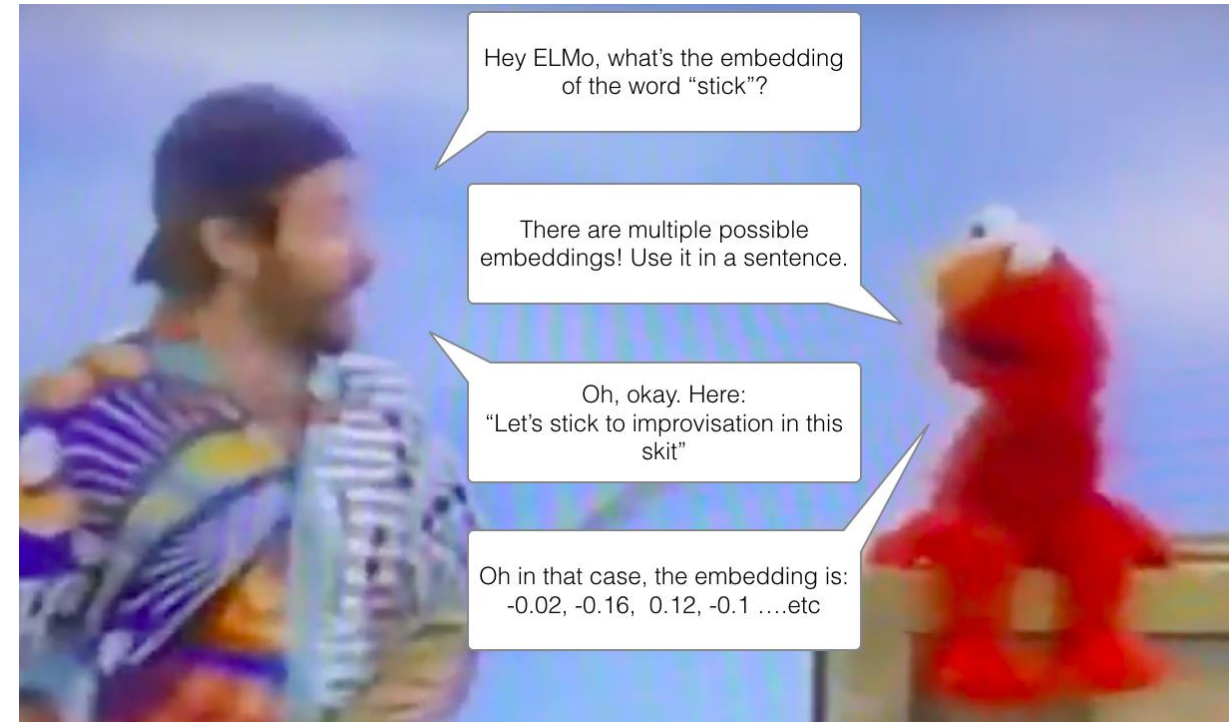 Hey ELMo, what's the embedding
of the word “stick”?
There are multiple possible
embeddings! Use it in a sentence.
Oh, okay. Here:
“Let's stick to improvisation in this
skit”
Oh in that case, the embedding is:
-0.02, -0.16,  0.12, -0.1 ….etc